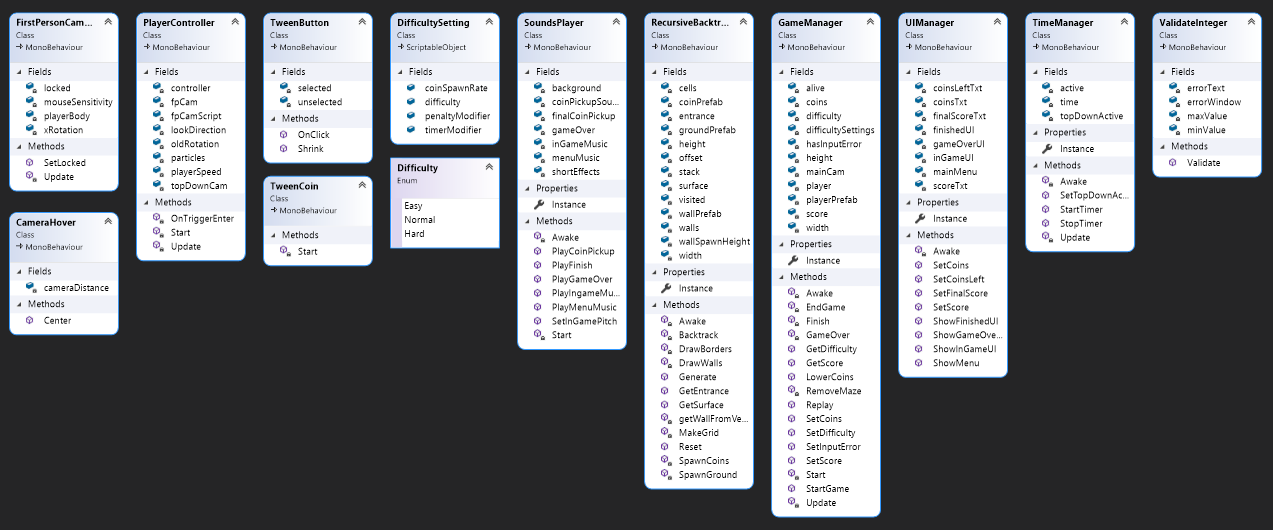 FirstPersonCam...
Class
MonoBehaviour
Fields
locked
mouseSensitivity
playerBody
xRotation
Methods
SetLocked
Update
CameraHover
Class
MonoBehaviour
Fields
cameraDistance
Methods
Center
PlayerController
Class
MonoBehaviour
Fields
controller
fpCam
fpCamScript
lookDirection
oldRotation
particles
playerSpeed
topDownCam
Methods
OnTriggerEnter
Start
Update
TweenButton
Class
MonoBehaviour
Fields
selected
unselected
Methods
OnClick
Shrink
TweenCoin
Class
MonoBehaviour
Methods
Start
DifficultySetting
Class
ScriptableObject
Fields
coinSpawnRate
difficulty
penaltyModifier
timerModifier
Difficulty
Enum
Easy
Normal
Hard
SoundsPlayer
Class
MonoBehaviour
Fields
background
coinPickupSou...
finalCoinPickup
gameOver
inGameMusic
menuMusic
shortEffects
Properties
Instance
Methods
Awake
PlayCoinPickup
PlayFinish
PlayGameOver
PlayIngameMu...
PlayMenuMusic
SetInGamePitch
Start
RecursiveBacktr...
Class
MonoBehaviour
Fields
cells
coinPrefab
entrance
groundPrefab
height
offset
stack
surface
visited
wallPrefab
walls
wallSpawnHeight
width
Properties
Instance
Methods
Awake
Backtrack
DrawBorders
DrawWalls
Generate
GetEntrance
GetSurface
getWallFromVe...
MakeGrid
Reset
SpawnCoins
SpawnGround
GameManager
Class
MonoBehaviour
Fields
alive
coins
difficulty
difficultySettings
hasInputError
height
mainCam
player
playerPrefab
score
width
Properties
Instance
Methods
Awake
EndGame
Finish
GameOver
GetDifficulty
GetScore
LowerCoins
RemoveMaze
Replay
SetCoins
SetDifficulty
SetInputError
SetScore
Start
StartGame
Update
UIManager
Class
MonoBehaviour
Fields
coinsLeftTxt
coinsTxt
finalScoreTxt
finishedUI
gameOverUI
inGameUI
mainMenu
scoreTxt
Properties
Instance
Methods
Awake
SetCoins
SetCoinsLeft
SetFinalScore
SetScore
ShowFinishedUI
ShowGameOve...
ShowInGameUI
ShowMenu
TimeManager
Class
MonoBehaviour
Fields
active
time
topDownActive
Properties
Instance
Methods
Awake
SetTopDownAc...
StartTimer
StopTimer
Update
ValidateInteger
Class
MonoBehaviour
Fields
errorText
errorWindow
maxValue
minValue
Methods
Validate